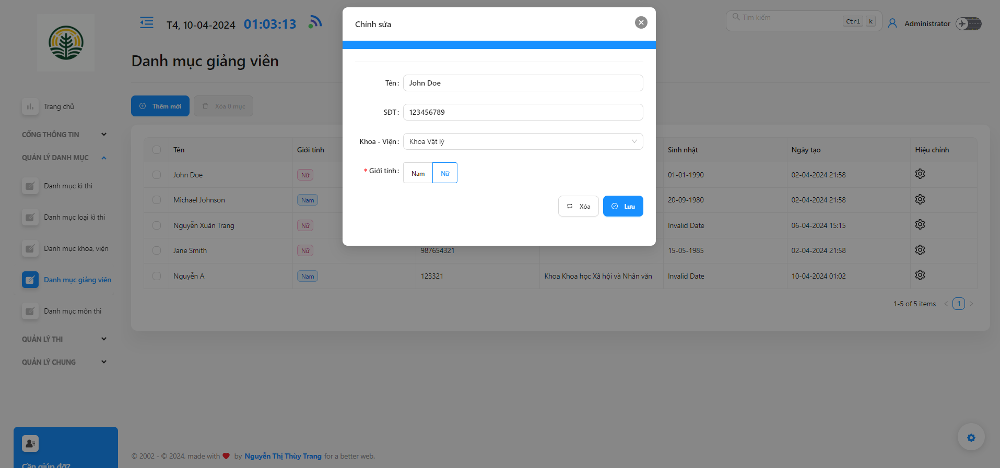 T4, 10-04-2024 01:03:13
Tìm kiếm Ctrl k
Administrator
Danh mục giảng viên
Trang chủ
CỔNG THÔNG TIN
QUẢN LÝ DANH MỤC
Danh mục kì thi
Danh mục loại kì thi
Danh mục khoa, viện
Danh mục giảng viên
Danh mục môn thi
QUẢN LÝ THI
QUẢN LÝ CHUNG
Cần giúp đỡ?
Thêm mới Xóa 0 mục
Chỉnh sửa
Tên: John Doe
SĐT: 123456789
Khoa - Viện: Khoa Vật lý
* Giới tính: Nam Nữ
Xóa Lưu
Tên Giới tính Sinh nhật Ngày tạo Hiệu chỉnh
John Doe Nữ 01-01-1990 02-04-2024 21:58
Michael Johnson Nam 20-09-1980 02-04-2024 21:58
Nguyễn Xuân Trang Nữ Invalid Date 06-04-2024 15:15
Jane Smith Nữ 987654321 15-05-1985 02-04-2024 21:58
Nguyễn A Nam 123321 Khoa Khoa học Xã hội và Nhân văn Invalid Date 10-04-2024 01:02
1-5 of 5 items < 1 >
© 2002 - © 2024, made with ❤ by Nguyễn Thị Thùy Trang for a better web.